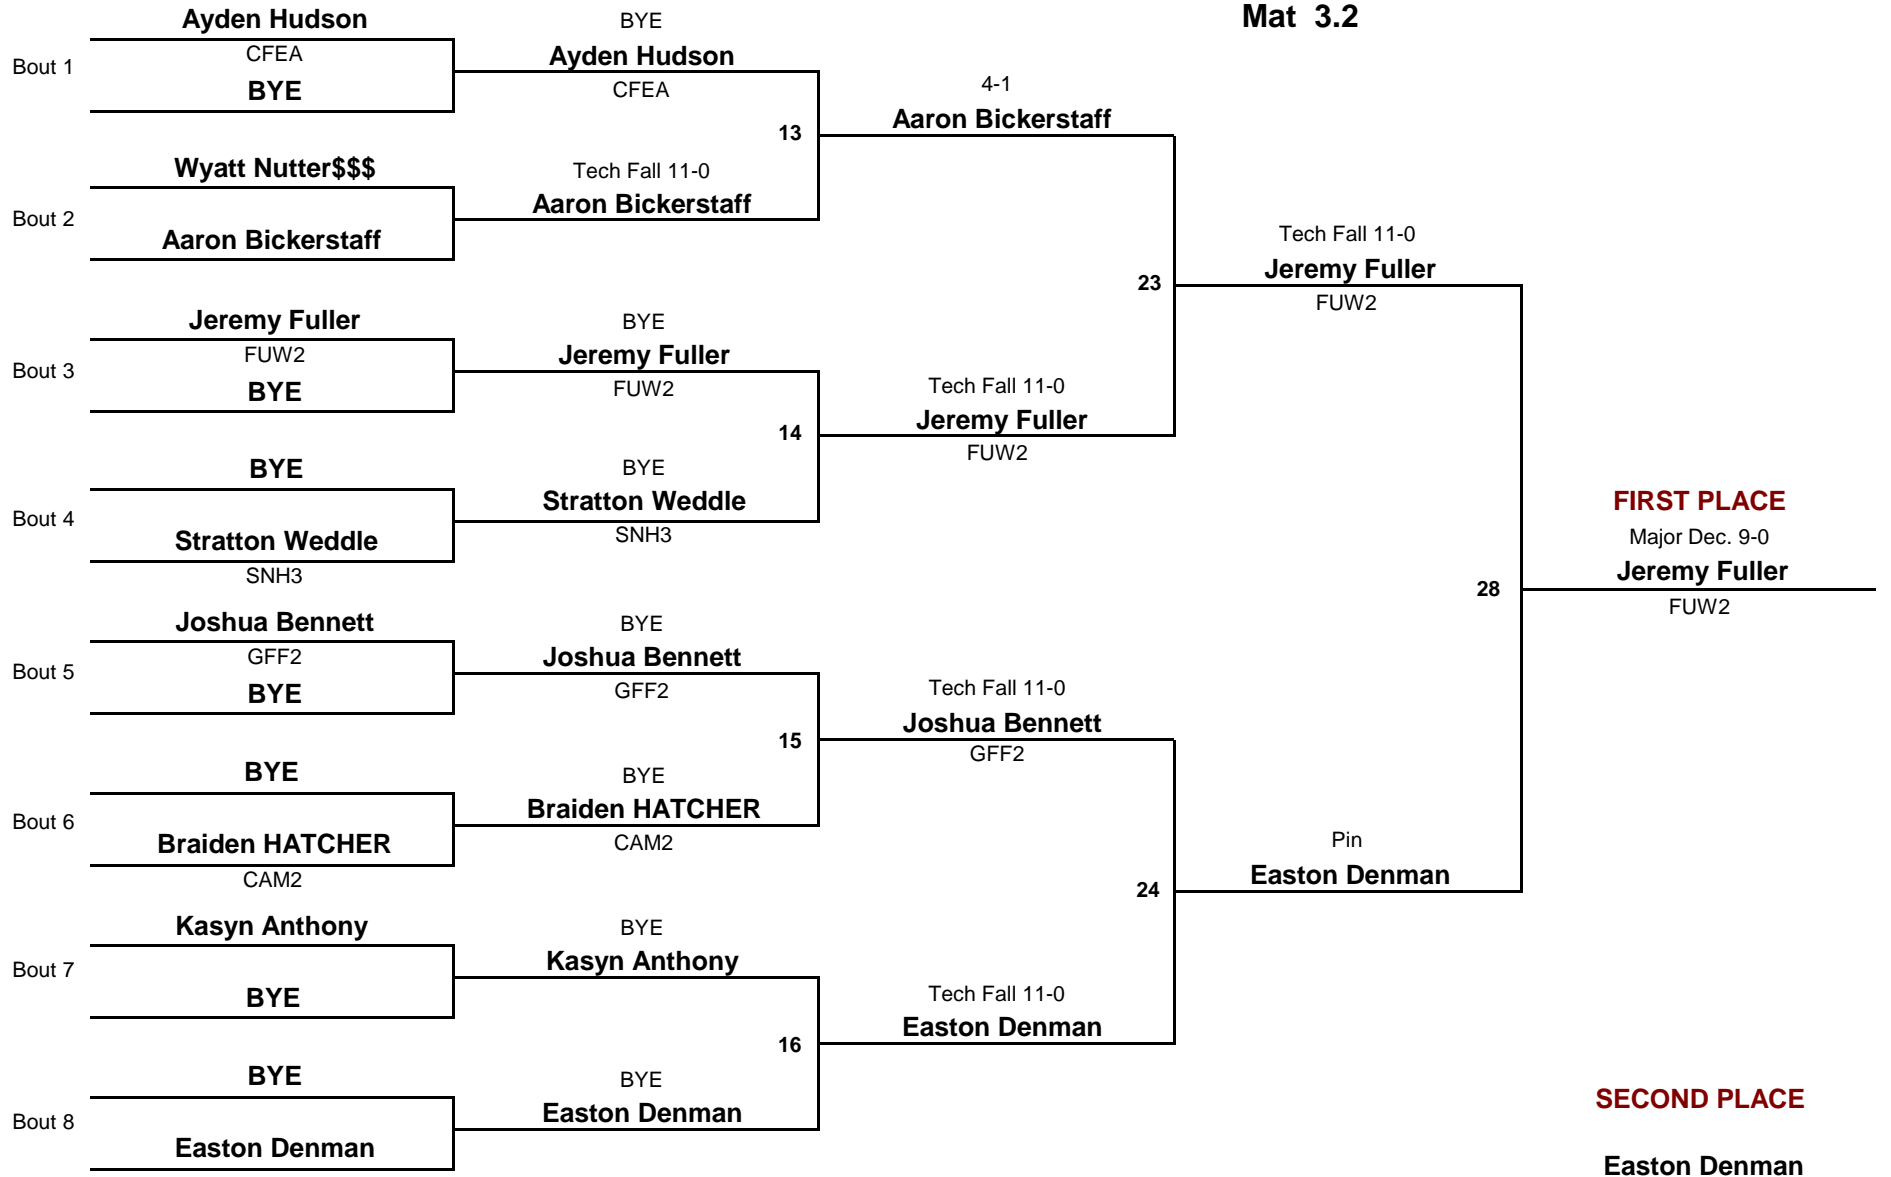 Mat 3.2
Bout 1
Ayden Hudson
CFEA
BYE
Bout 2
Wyatt Nutter$$$
Aaron Bickerstaff
Bout 3
Jeremy Fuller
FUW2
BYE
Bout 4
BYE
Stratton Weddle
SNH3
Bout 5
Joshua Bennett
GFF2
BYE
Bout 6
BYE
Braiden HATCHER
CAM2
Bout 7
Kasyn Anthony
BYE
Bout 8
BYE
Easton Denman
BYE
Ayden Hudson
CFEA
13
Tech Fall 11-0
Aaron Bickerstaff
BYE
Jeremy Fuller
FUW2
14
BYE
Stratton Weddle
SNH3
BYE
Joshua Bennett
GFF2
15
BYE
Braiden HATCHER
CAM2
BYE
Kasyn Anthony
16
BYE
Easton Denman
4-1
Aaron Bickerstaff
23
Tech Fall 11-0
Jeremy Fuller
FUW2
Tech Fall 11-0
Joshua Bennett
GFF2
24
Tech Fall 11-0
Easton Denman
Tech Fall 11-0
Jeremy Fuller
FUW2
28
Pin
Easton Denman
FIRST PLACE
Major Dec. 9-0
Jeremy Fuller
FUW2
SECOND PLACE
Easton Denman